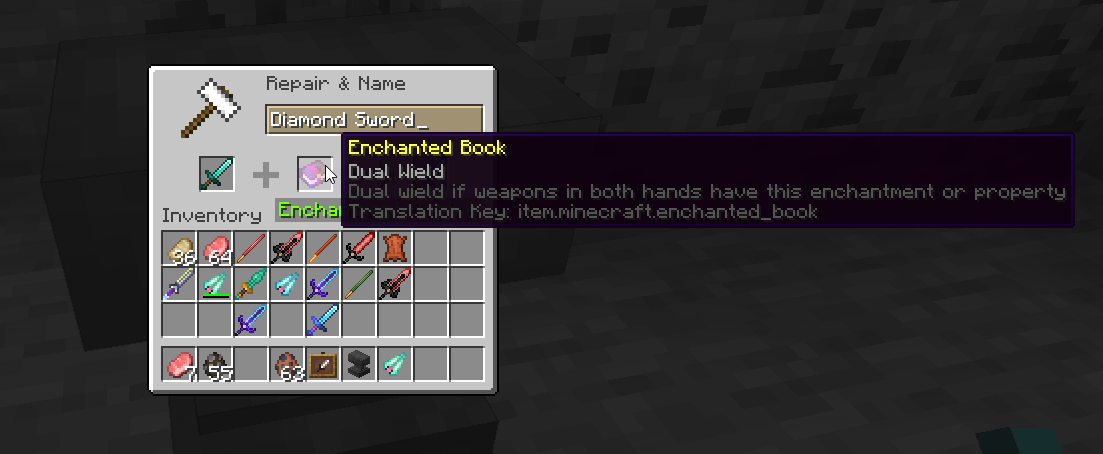 Repair & Name
Diamond Sword_
Enchanted Book
Dual Wield
Dual wield if weapons in both hands have this enchantment or property
Translation Key: item.minecraft.enchanted_book
Inventory
Encha
36 64
7 55 63